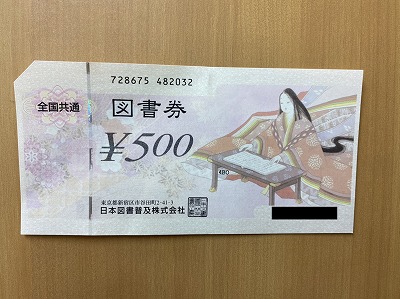 728675 482032
全国共通
図書券
¥500
480
東京都新宿区市谷田町2-41-3
日本図書普及株式会社